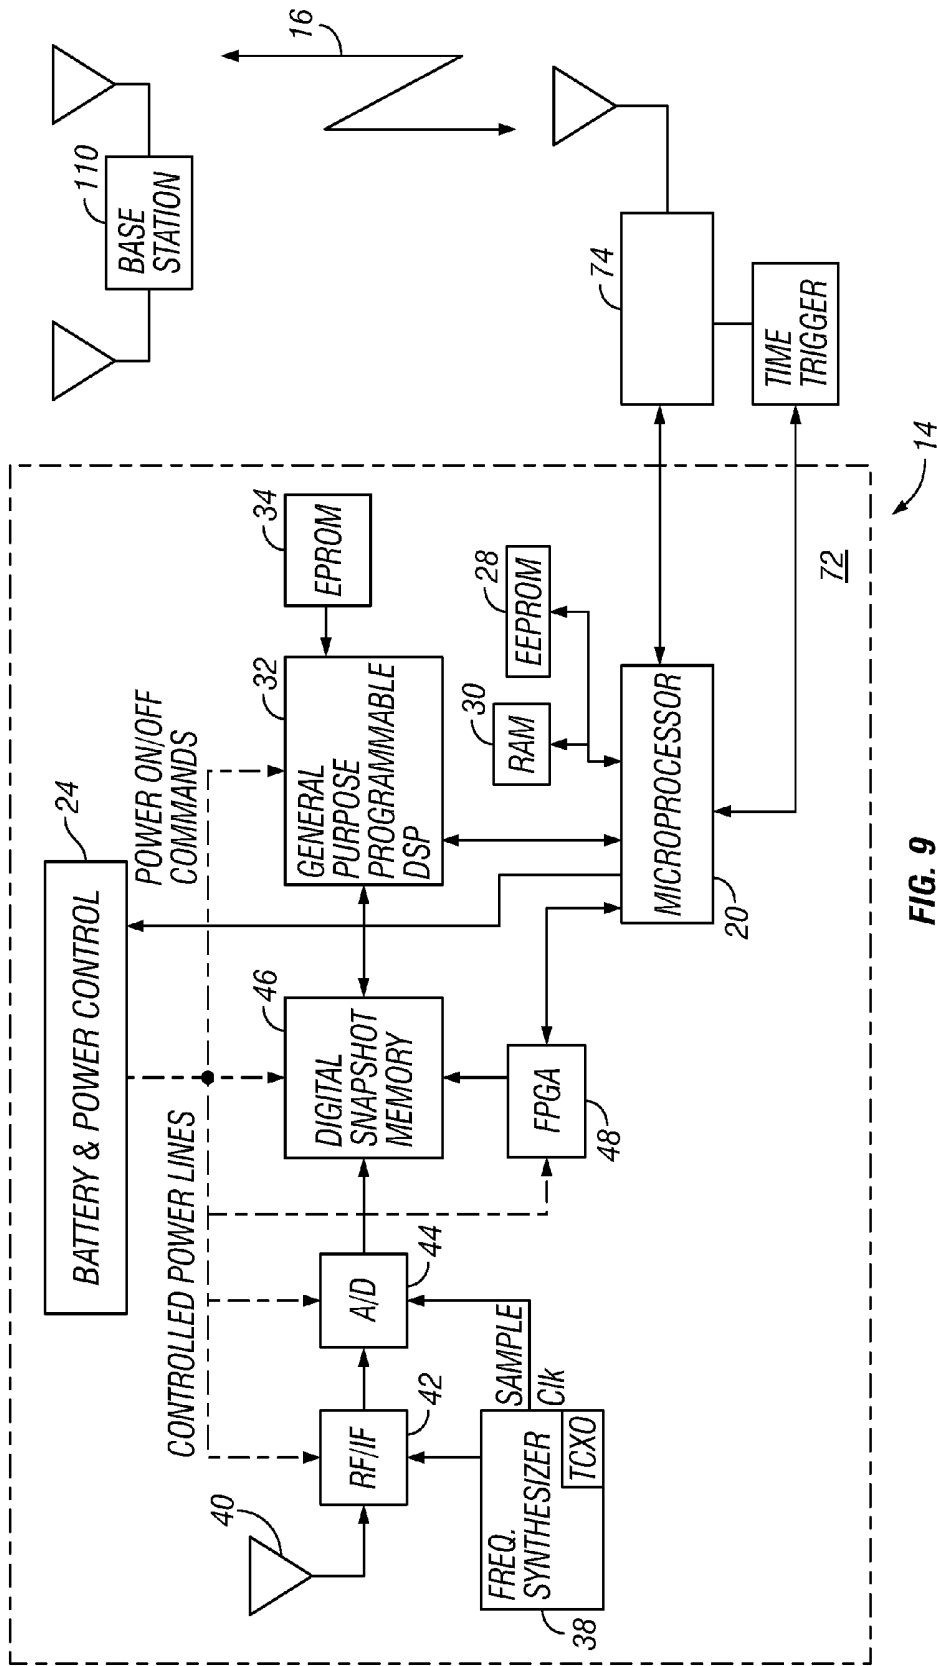 110
BASE
STATION
16
74
TIME
TRIGGER
14
72
24
BATTERY & POWER CONTROL
POWER ON/OFF
COMMANDS
CONTROLLED POWER LINES
34
EPROM
32
GENERAL
PURPOSE
PROGRAMMABLE
DSP
28
EEPROM
30
RAM
46
DIGITAL
SNAPSHOT
MEMORY
MICROPROCESSOR
20
FPGA
48
44
A/D
42
RF/IF
40
SAMPLE
Clk
FREQ.
SYNTHESIZER
TCXO
38
FIG. 9